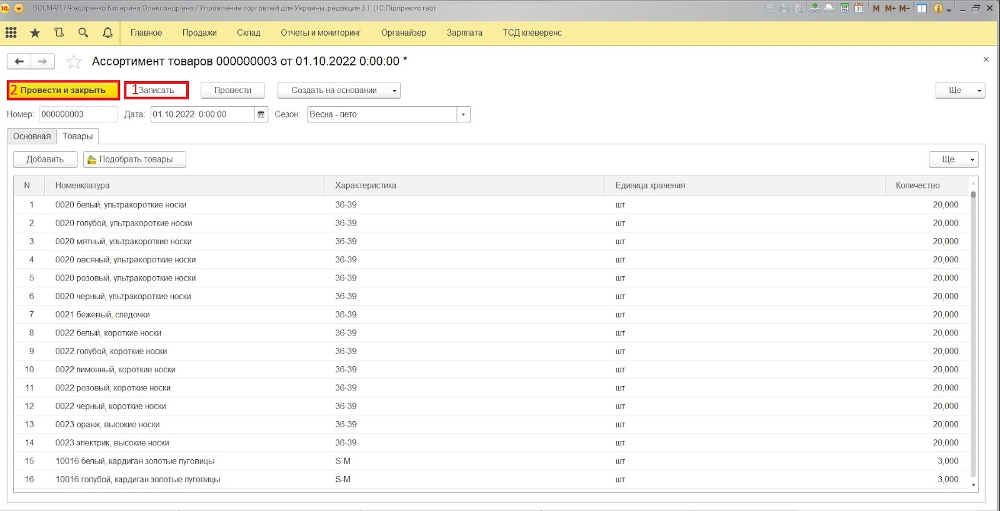 SOLMAR / Федоренко Катерина Олександрівна / Управление торговлей для Украины, редакция 3.1 (1С:Підприємство)
M M+ M-
Главное Продажи Склад Отчеты и мониторинг Органайзер Зарплата ТСД клеверенс
Ассортимент товаров 000000003 от 01.10.2022 0:00:00 *
2 Провести и закрыть 1 Записать Провести Создать на основании Ще
Номер: 000000003 Дата: 01.10.2022 0:00:00 Сезон: Весна - лето
Основная Товары
Добавить Подобрать товары Ще
N Номенклатура Характеристика Единица хранения Количество
1 0020 белый, ультракороткие носки 36-39 шт 20,000
2 0020 голубой, ультракороткие носки 36-39 шт 20,000
3 0020 мятный, ультракороткие носки 36-39 шт 20,000
4 0020 овсяный, ультракороткие носки 36-39 шт 20,000
5 0020 розовый, ультракороткие носки 36-39 шт 20,000
6 0020 черный, ультракороткие носки 36-39 шт 20,000
7 0021 бежевый, следочки 36-39 шт 20,000
8 0022 белый, короткие носки 36-39 шт 20,000
9 0022 голубой, короткие носки 36-39 шт 20,000
10 0022 лимонный, короткие носки 36-39 шт 20,000
11 0022 розовый, короткие носки 36-39 шт 20,000
12 0022 черный, короткие носки 36-39 шт 20,000
13 0023 оранж, высокие носки 36-39 шт 20,000
14 0023 электрик, высокие носки 36-39 шт 20,000
15 10016 белый, кардиган золотые пуговицы S-M шт 3,000
16 10016 голубой, кардиган золотые пуговицы S-M шт 3,000